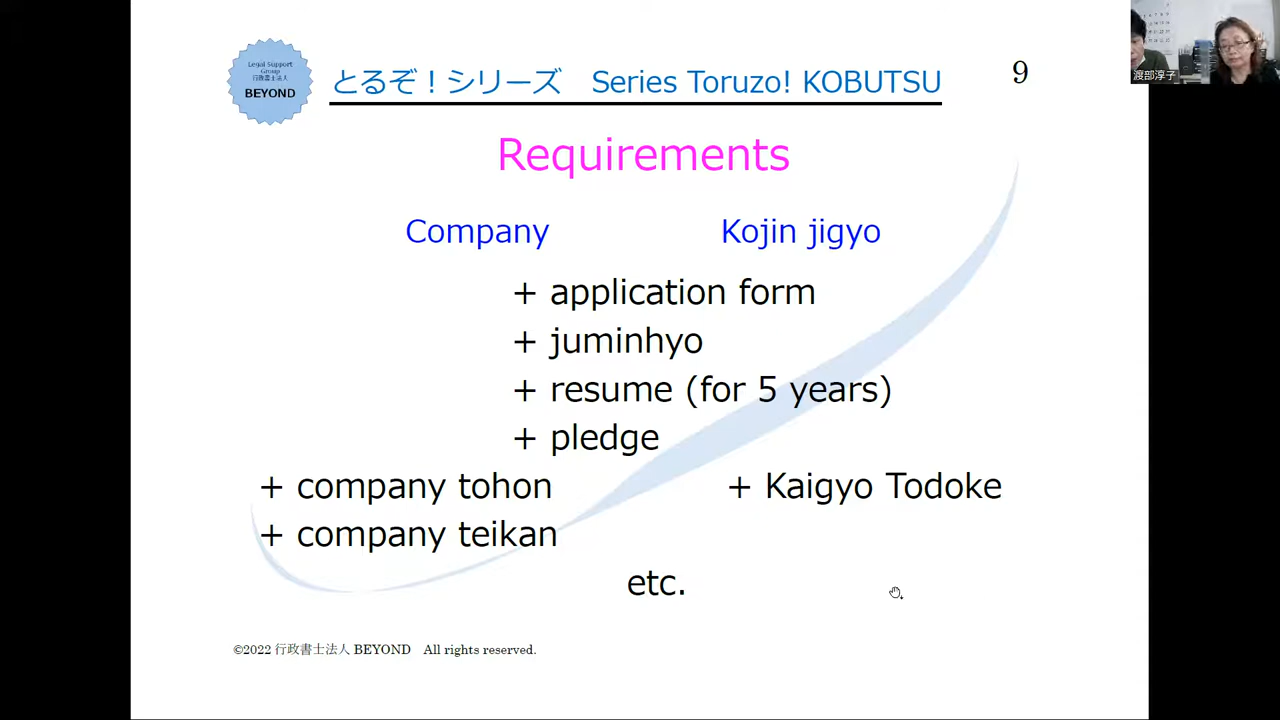 Legal Support
Group
行政書士法人
BEYOND
とるぞ！シリーズ　Series Toruzo! KOBUTSU
9
渡部淳子
Requirements
Company
Kojin jigyo
+ application form
+ juminhyo
+ resume (for 5 years)
+ pledge
+ company tohon
+ Kaigyo Todoke
+ company teikan
etc.
©2022 行政書士法人 BEYOND　All rights reserved.